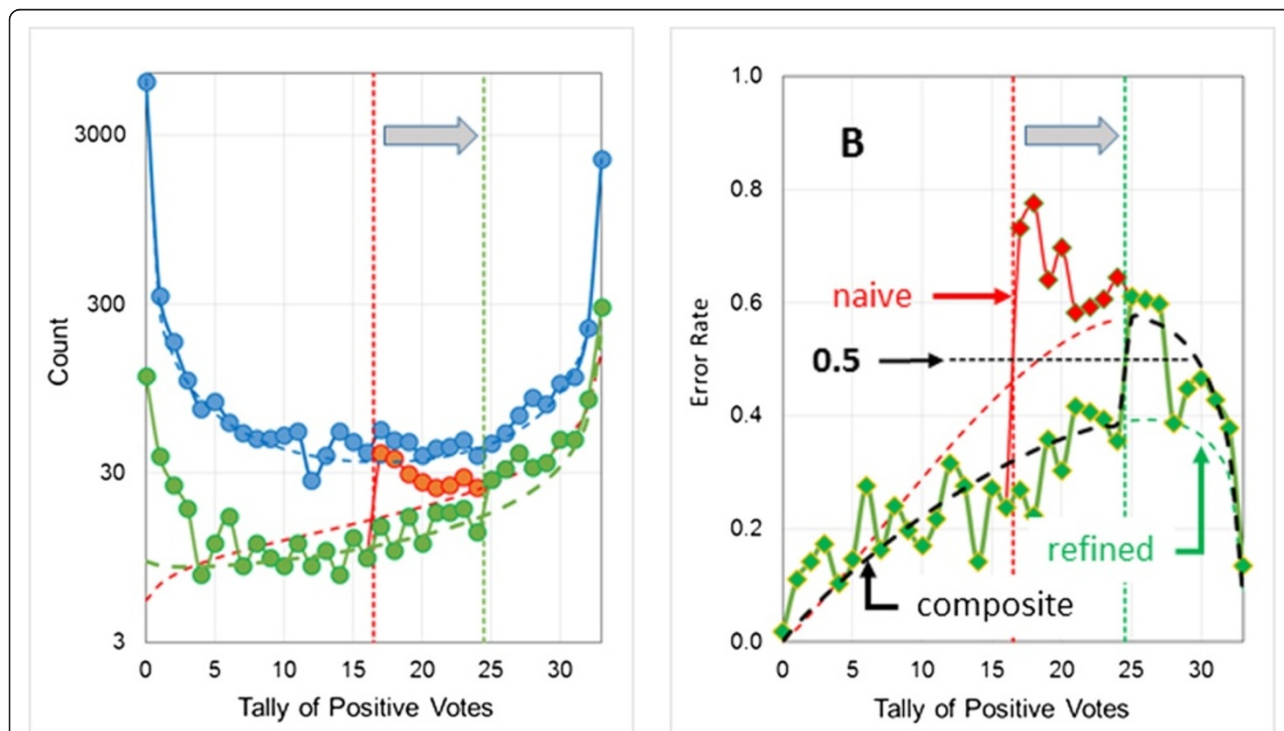 3000
300
30
3
Count
0 5 10 15 20 25 30
Tally of Positive Votes
B
1.0
0.8
0.6
0.4
0.2
0.0
Error Rate
naive
0.5
refined
composite
0 5 10 15 20 25 30
Tally of Positive Votes